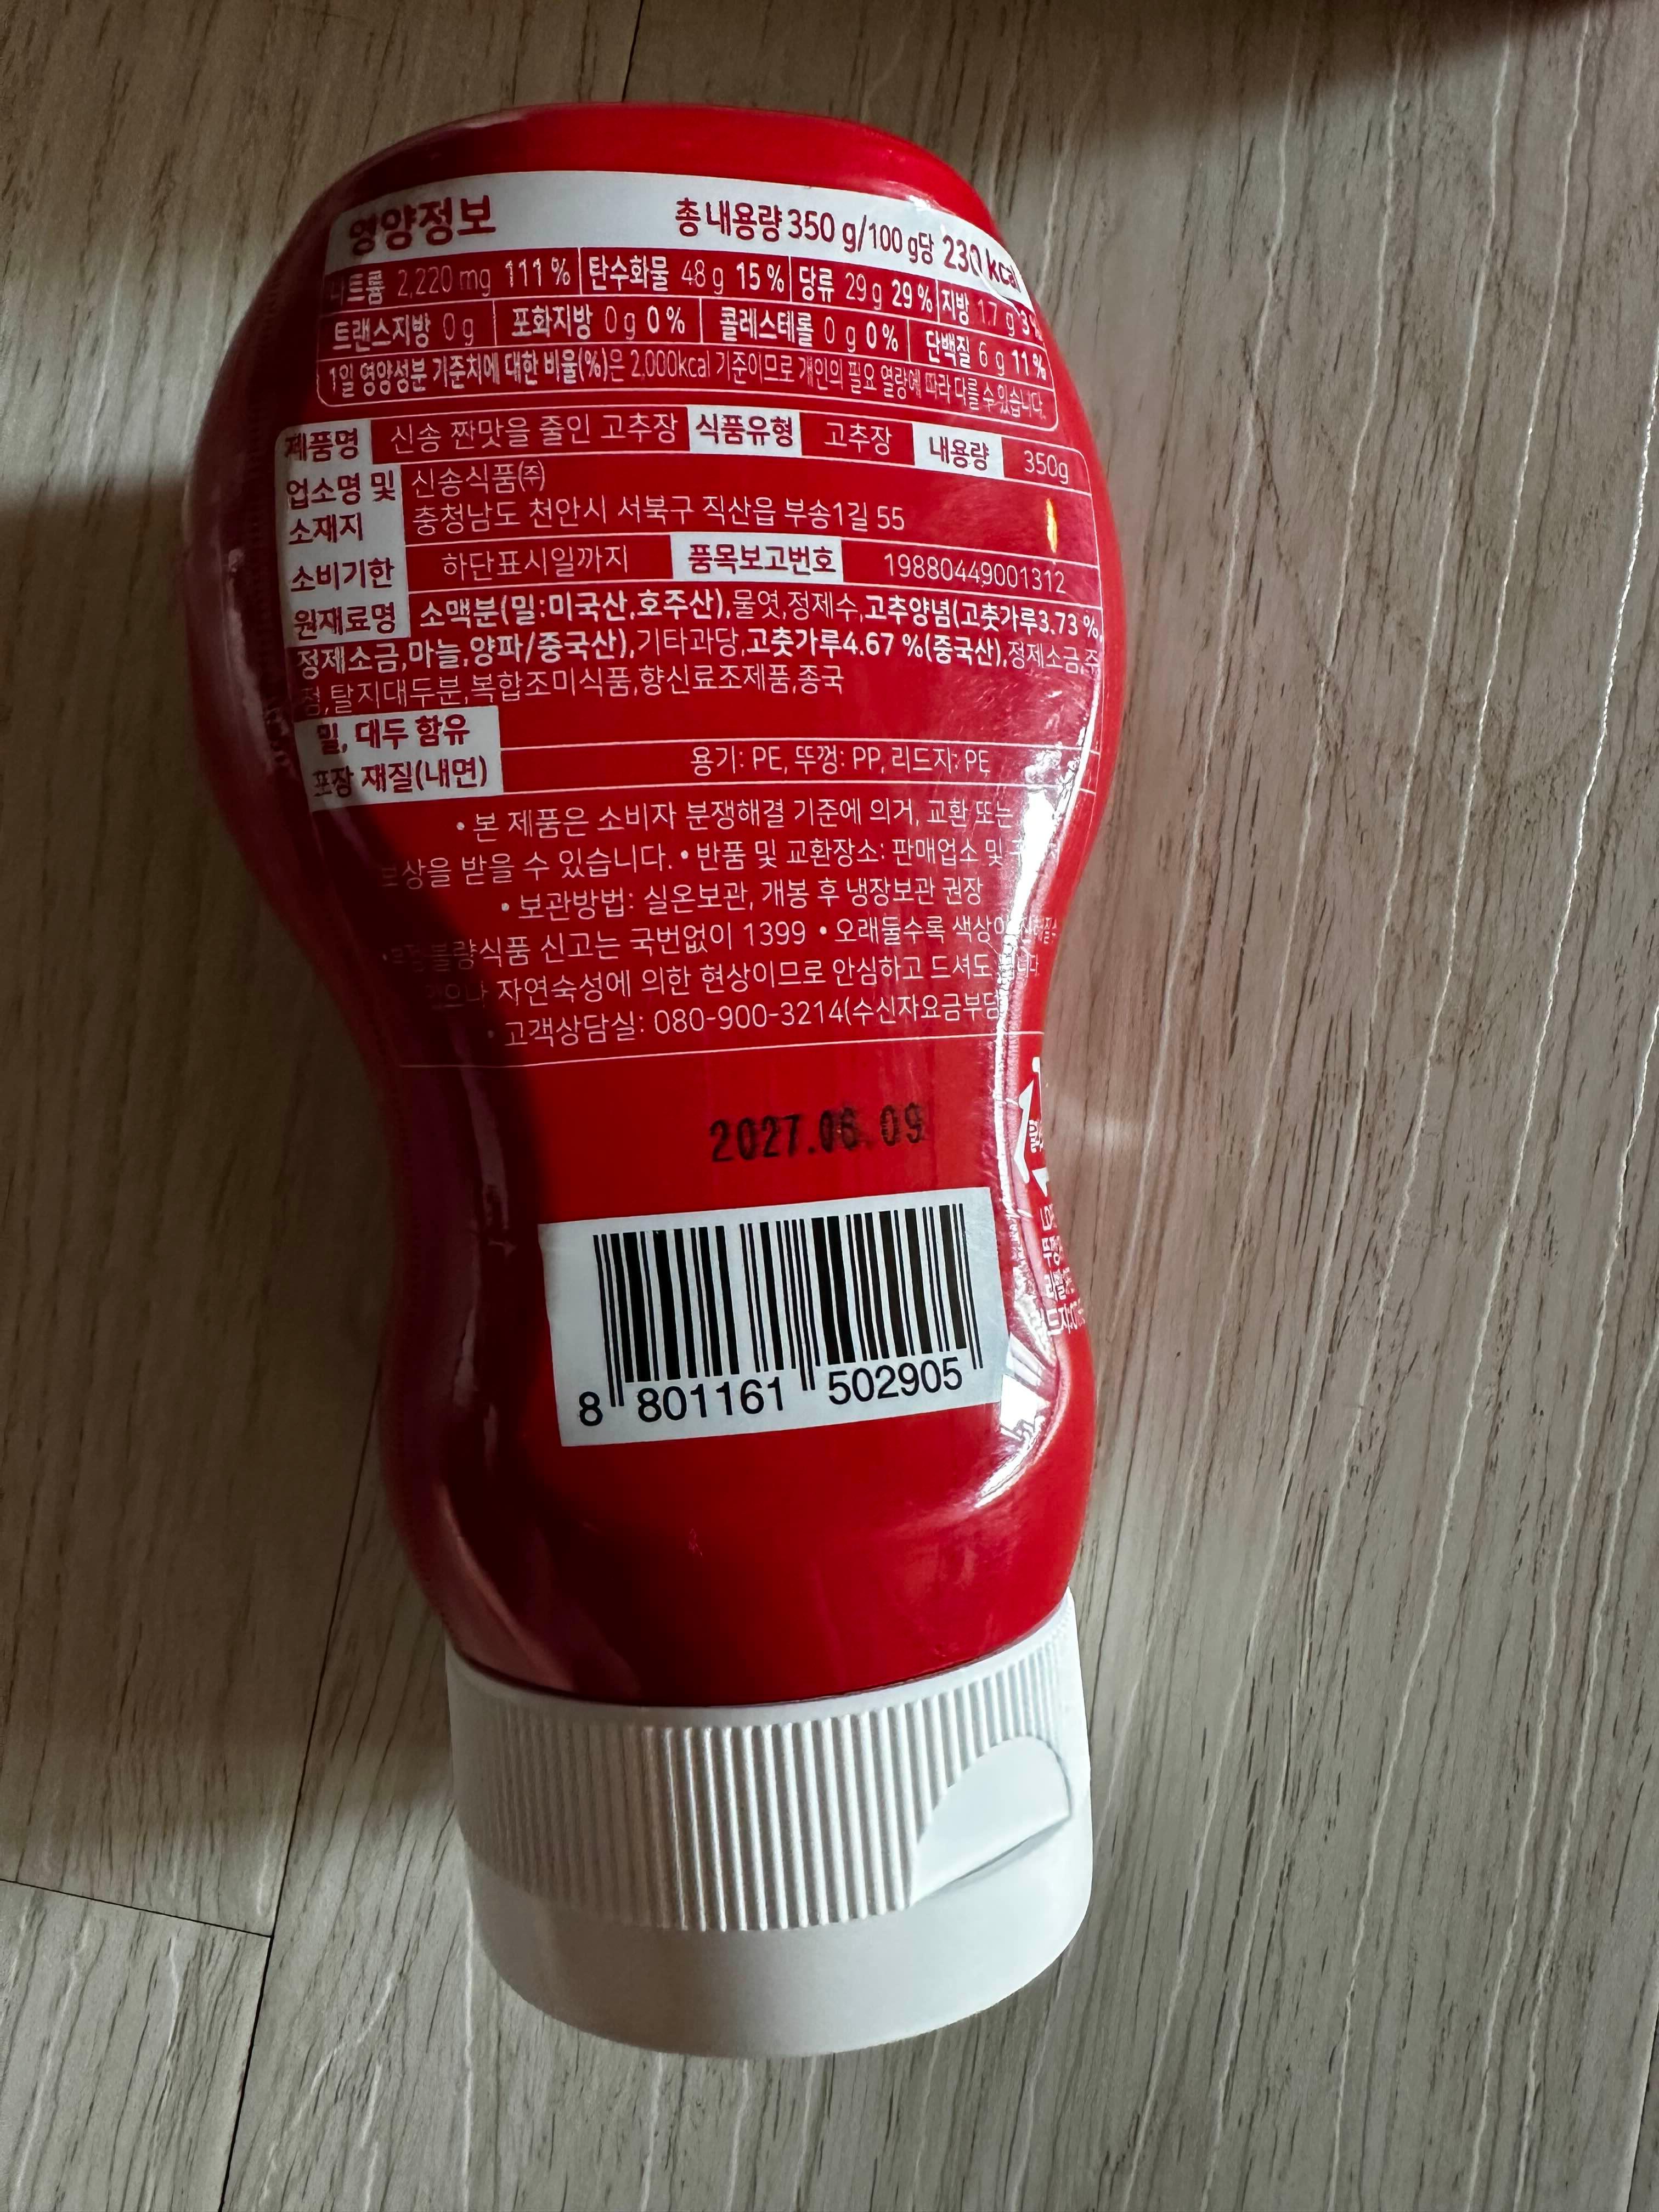 영양정보 총 내용량 350 g/100 g당 230 kcal
나트륨 2,220 mg 111 % 탄수화물 48 g 15 % 당류 29 g 29 % 지방 1.7 g 3 %
트랜스지방 0 g 포화지방 0 g 0 % 콜레스테롤 0 g 0 % 단백질 6 g 11 %
1일 영양성분 기준치에 대한 비율(%)은 2,000kcal 기준이므로 개인의 필요 열량에 따라 다를 수 있습니다.
제품명 신송 짠맛을 줄인 고추장 식품유형 고추장 내용량 350g
업소명 및 소재지 신송식품(주)
충청남도 천안시 서북구 직산읍 부송1길 55
소비기한 하단표시일까지 품목보고번호 19880449001312
원재료명 소맥분(밀:미국산,호주산),물엿,정제수,고추양념(고춧가루3.73 %,
정제소금,마늘,양파/중국산),기타과당,고춧가루4.67 %(중국산),정제소금,주
정,탈지대두분,복합조미식품,향신료조제품,종국
밀, 대두 함유
포장 재질(내면) 용기: PE, 뚜껑: PP, 리드지: PE
• 본 제품은 소비자 분쟁해결 기준에 의거, 교환 또는
보상을 받을 수 있습니다. • 반품 및 교환장소: 판매업소 및
• 보관방법: 실온보관, 개봉 후 냉장보관 권장
불량식품 신고는 국번없이 1399 • 오래둘수록 색상이
자연숙성에 의한 현상이므로 안심하고 드셔도
• 고객상담실: 080-900-3214(수신자요금부담
2027.06.09
8 801161 502905